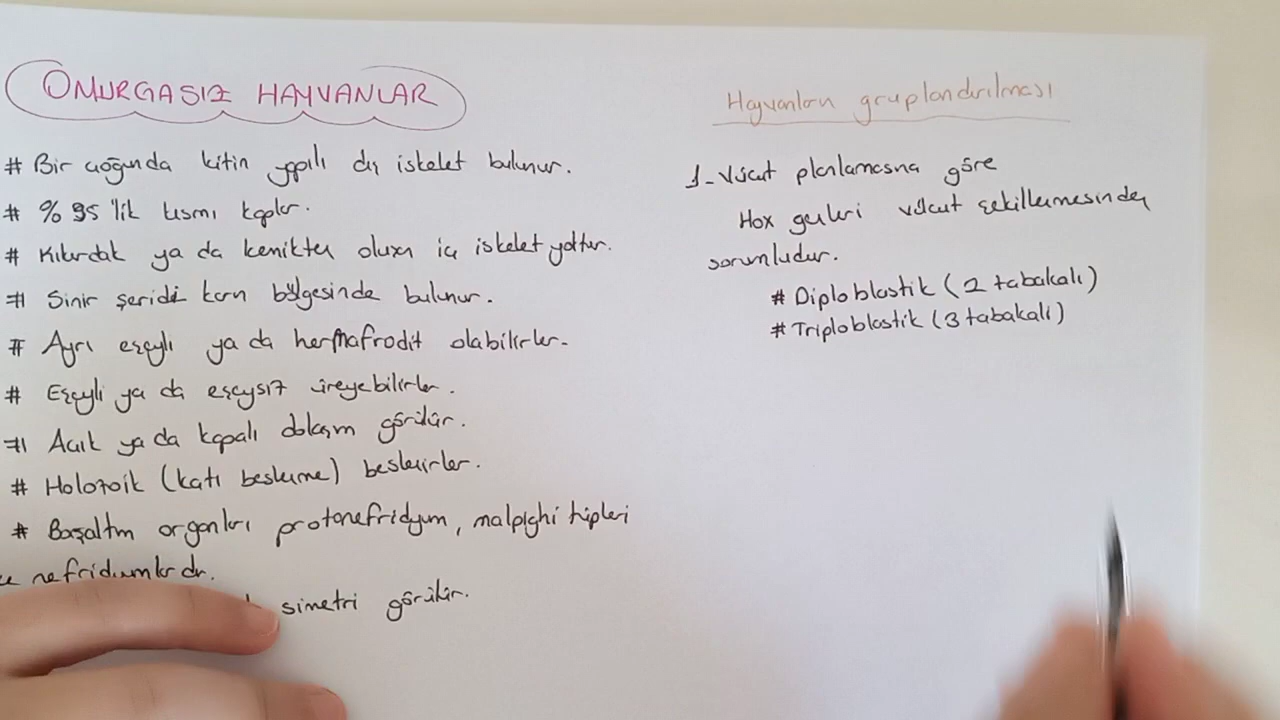 OMURGASIZ HAYVANLAR
# Bir çoğunda kitin yapılı dış iskelet bulunur.
# % 95'lik kısmı kaplar.
# Kıkırdak ya da kemikten oluşan iç iskelet yoktur.
# Sinir şeridi karın bölgesinde bulunur.
# Ayrı eşeyli ya da hermafrodit olabilirler.
# Eşeyli ya da eşeysiz üreyebilirler.
# Açık ya da kapalı dolaşım görülür.
# Holozoik (katı beslenme) beslenirler.
# Boşaltım organları protonefridyum, malpighi tüpleri
ve nefridyumlardır.
simetri görülür.
Hayvanların gruplandırılması
1-Vücut planlamasına göre
Hox genleri vücut şekillenmesinden
sorumludur.
# Diploblastik (2 tabakalı)
# Triploblastik (3 tabakalı)